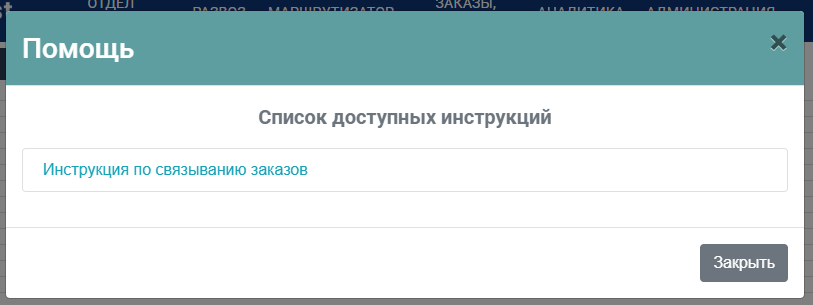 ОТДЕЛ
ЗАКАЗЫ,
РАЗВОЗ МАРШРУТИЗАТОР АНАЛИТИКА АДМИНИСТРАЦИЯ
Помощь
×
Список доступных инструкций
Инструкция по связыванию заказов
Закрыть